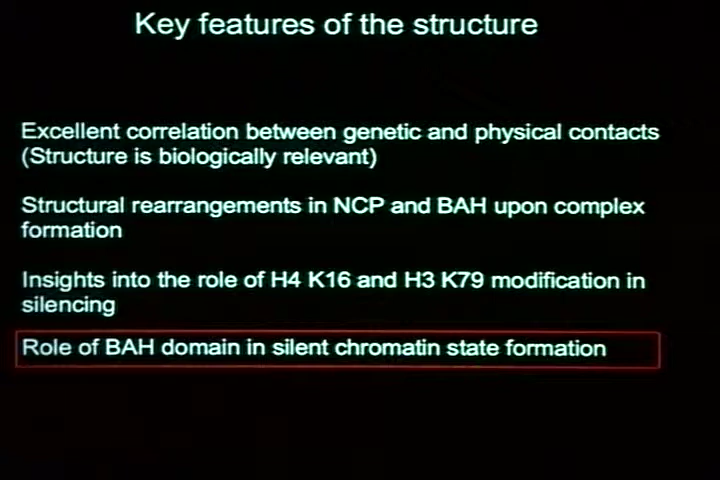 Key features of the structure
Excellent correlation between genetic and physical contacts
(Structure is biologically relevant)
Structural rearrangements in NCP and BAH upon complex
formation
Insights into the role of H4 K16 and H3 K79 modification in
silencing
Role of BAH domain in silent chromatin state formation